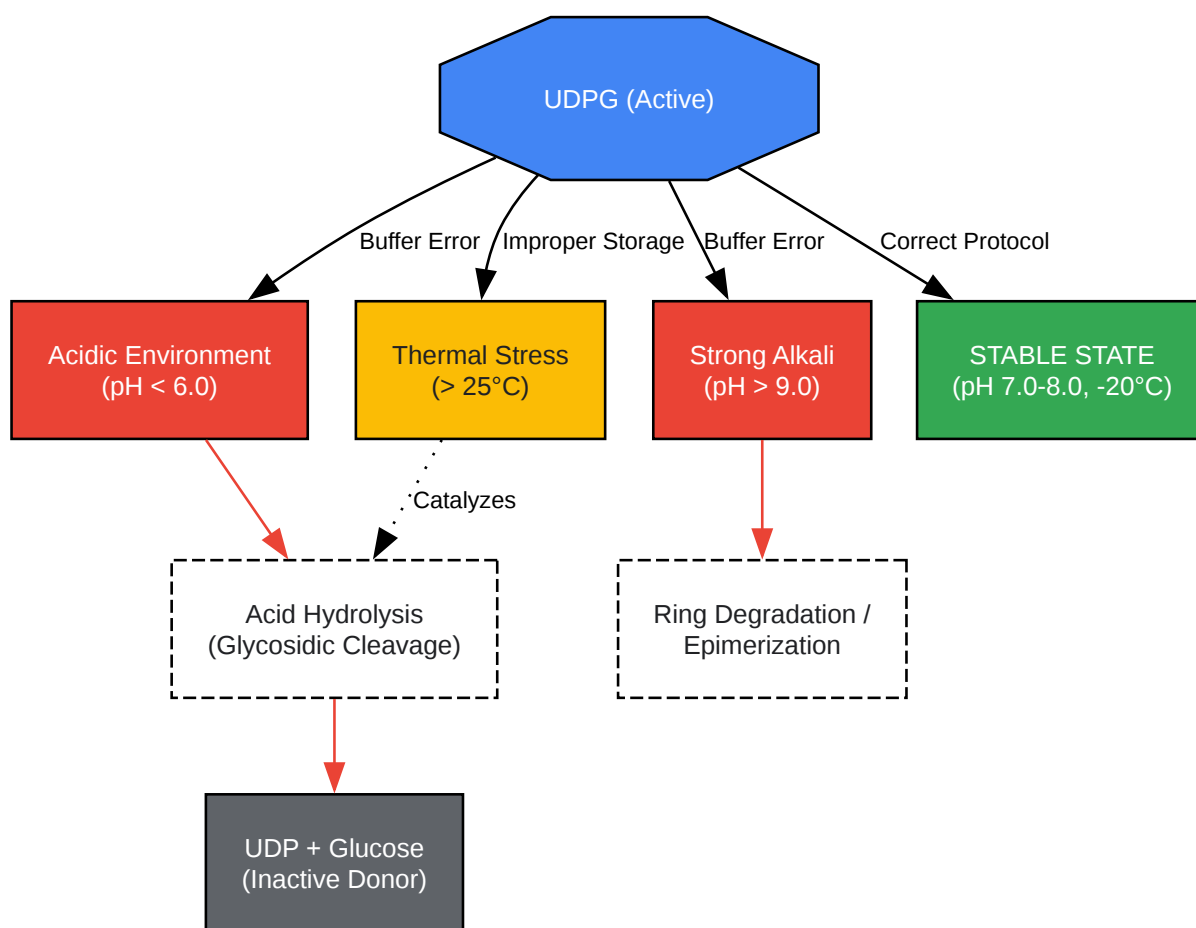 UDPG (Active)
Buffer Error
Improper Storage
Buffer Error
Correct Protocol
Acidic Environment
(pH < 6.0)
Thermal Stress
(> 25°C)
Strong Alkali
(pH > 9.0)
STABLE STATE
(pH 7.0-8.0, -20°C)
Catalyzes
Acid Hydrolysis
(Glycosidic Cleavage)
Ring Degradation /
Epimerization
UDP + Glucose
(Inactive Donor)